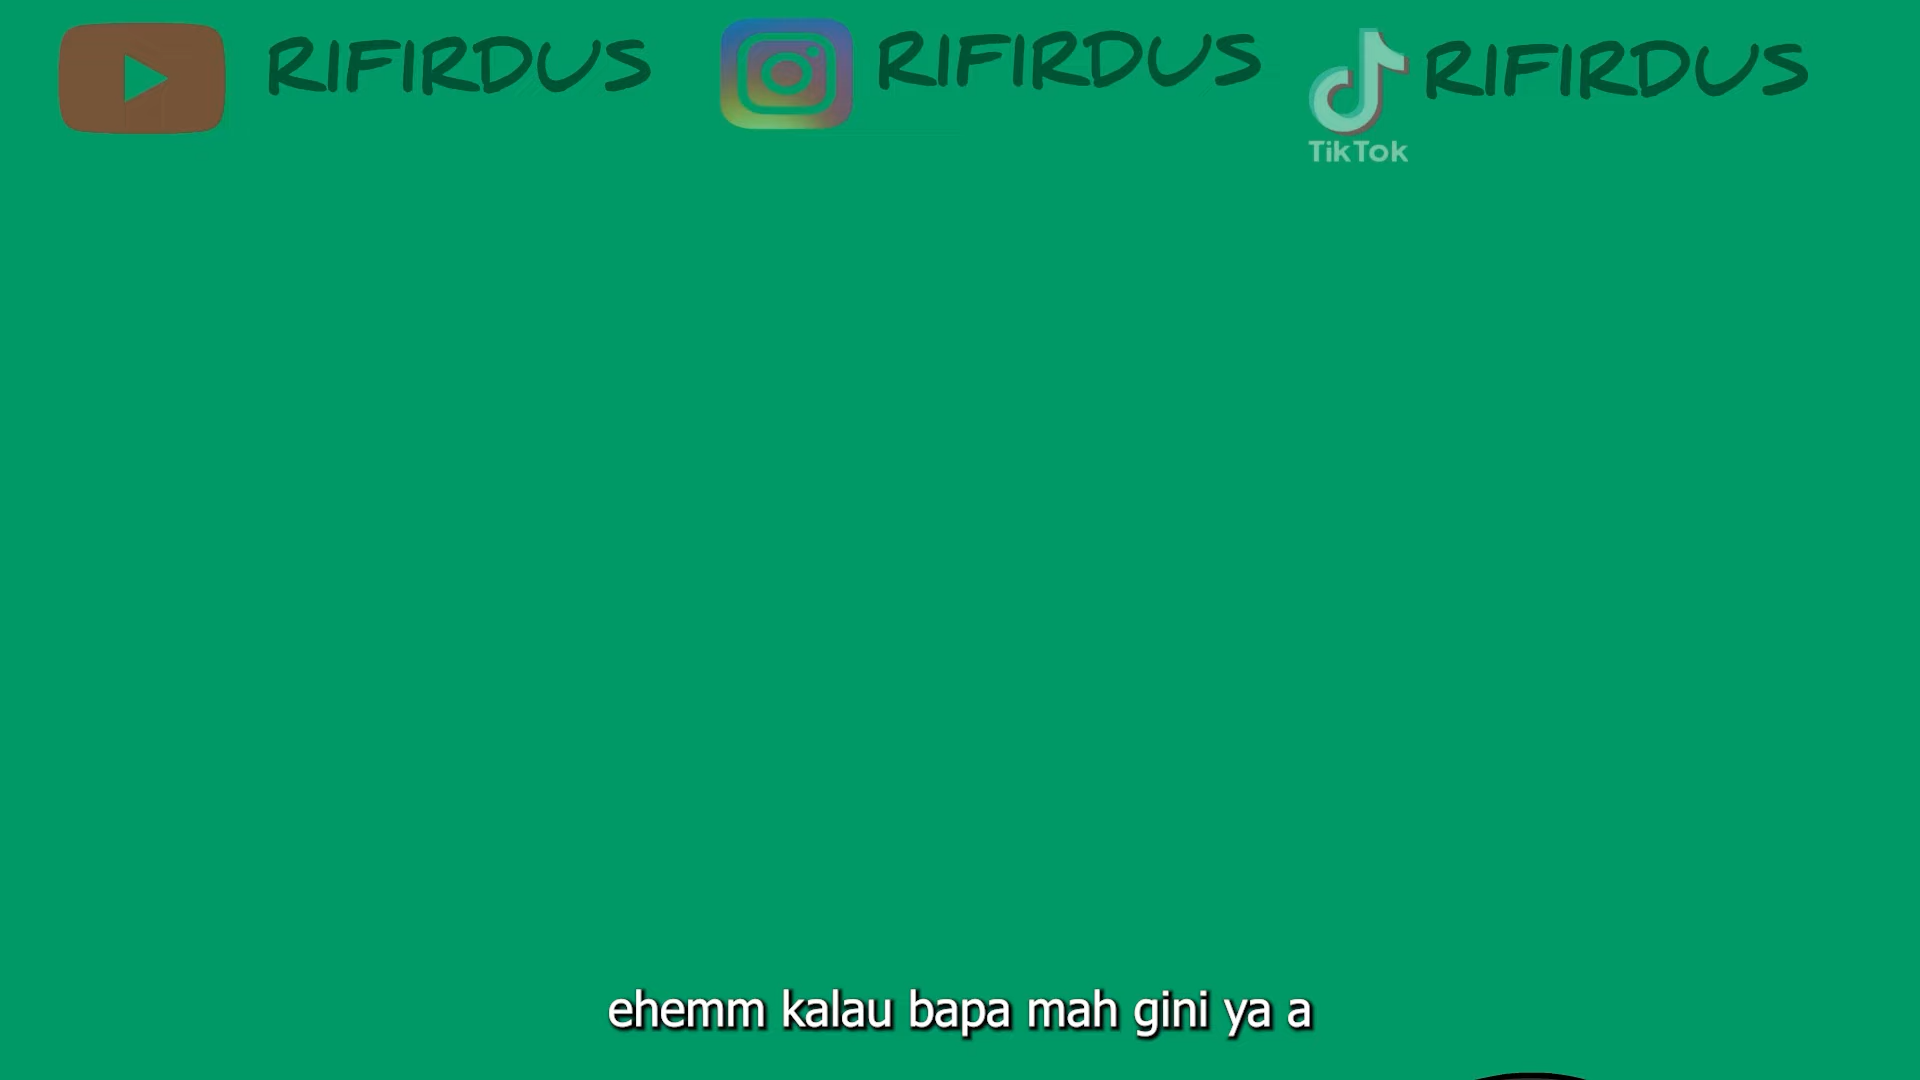 RIFIRDUS
RIFIRDUS
RIFIRDUS
TikTok
ehemm kalau bapa mah gini ya a